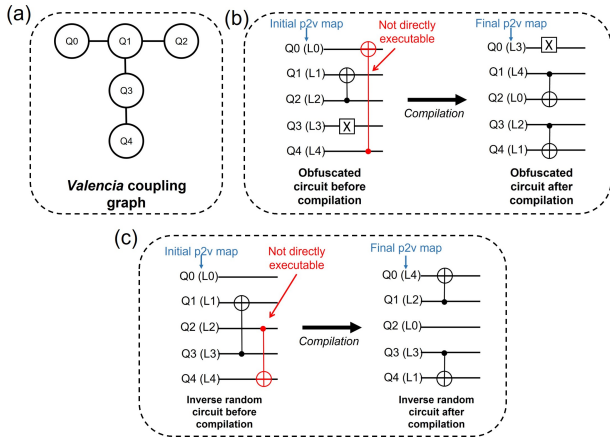 (a)
Q0
Q1
Q2
Q3
Q4
Valencia coupling
graph
(b)
Initial p2v map
Not directly
executable
Q0 (L0)
Q1 (L1)
Q2 (L2)
Q3 (L3)
X
Q4 (L4)
Obfuscated
circuit before
compilation
Compilation
Final p2v map
Q0 (L3)
X
Q1 (L4)
Q2 (L0)
Q3 (L2)
Q4 (L1)
Obfuscated
circuit after
compilation
(c)
Initial p2v map
Not directly
executable
Q0 (L0)
Q1 (L1)
Q2 (L2)
Q3 (L3)
Q4 (L4)
Inverse random
circuit before
compilation
Compilation
Final p2v map
Q0 (L4)
Q1 (L2)
Q2 (L0)
Q3 (L3)
Q4 (L1)
Inverse random
circuit after
compilation